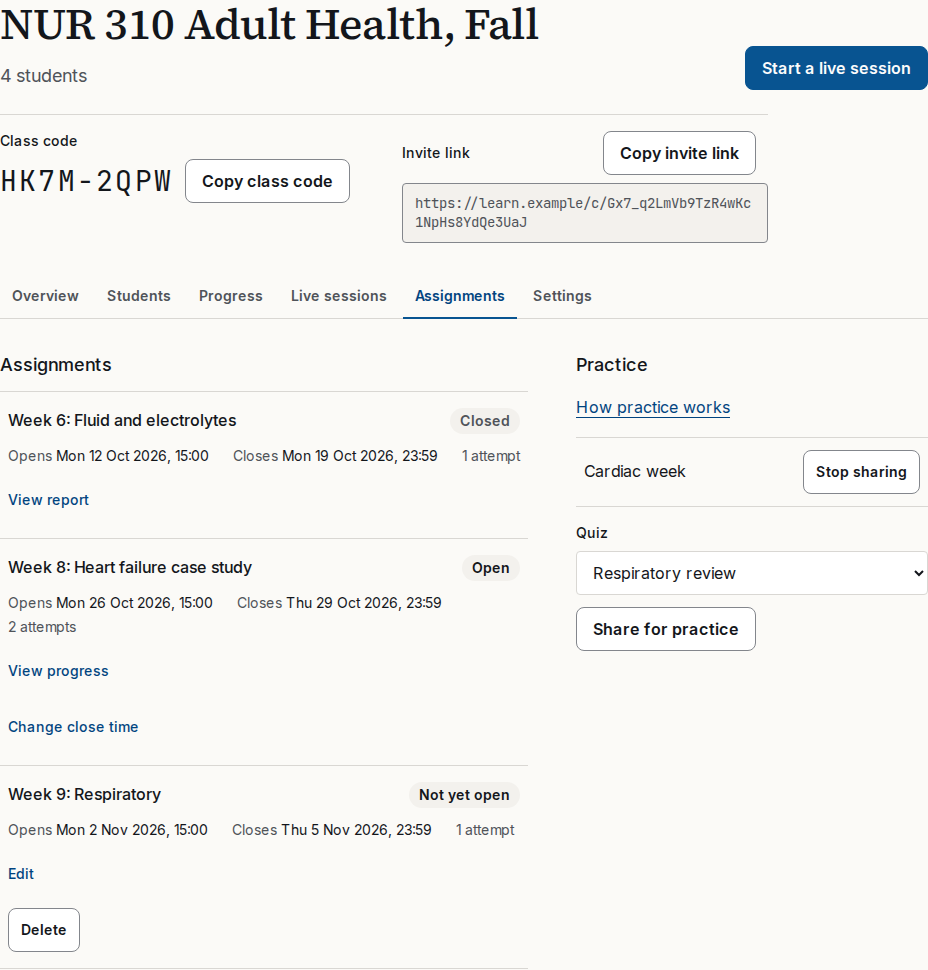 NUR 310 Adult Health, Fall
4 students
Start a live session
Class code
HK7M-2QPW
Copy class code
Invite link
Copy invite link
https://learn.example/c/Gx7_q2LmVb9TzR4wKc
1NpHs8YdQe3UaJ
Overview Students Progress Live sessions Assignments Settings
Assignments
Week 6: Fluid and electrolytes Closed
Opens Mon 12 Oct 2026, 15:00 Closes Mon 19 Oct 2026, 23:59 1 attempt
View report
Week 8: Heart failure case study Open
Opens Mon 26 Oct 2026, 15:00 Closes Thu 29 Oct 2026, 23:59
2 attempts
View progress
Change close time
Week 9: Respiratory Not yet open
Opens Mon 2 Nov 2026, 15:00 Closes Thu 5 Nov 2026, 23:59 1 attempt
Edit
Delete
Practice
How practice works
Cardiac week Stop sharing
Quiz
Respiratory review
Share for practice